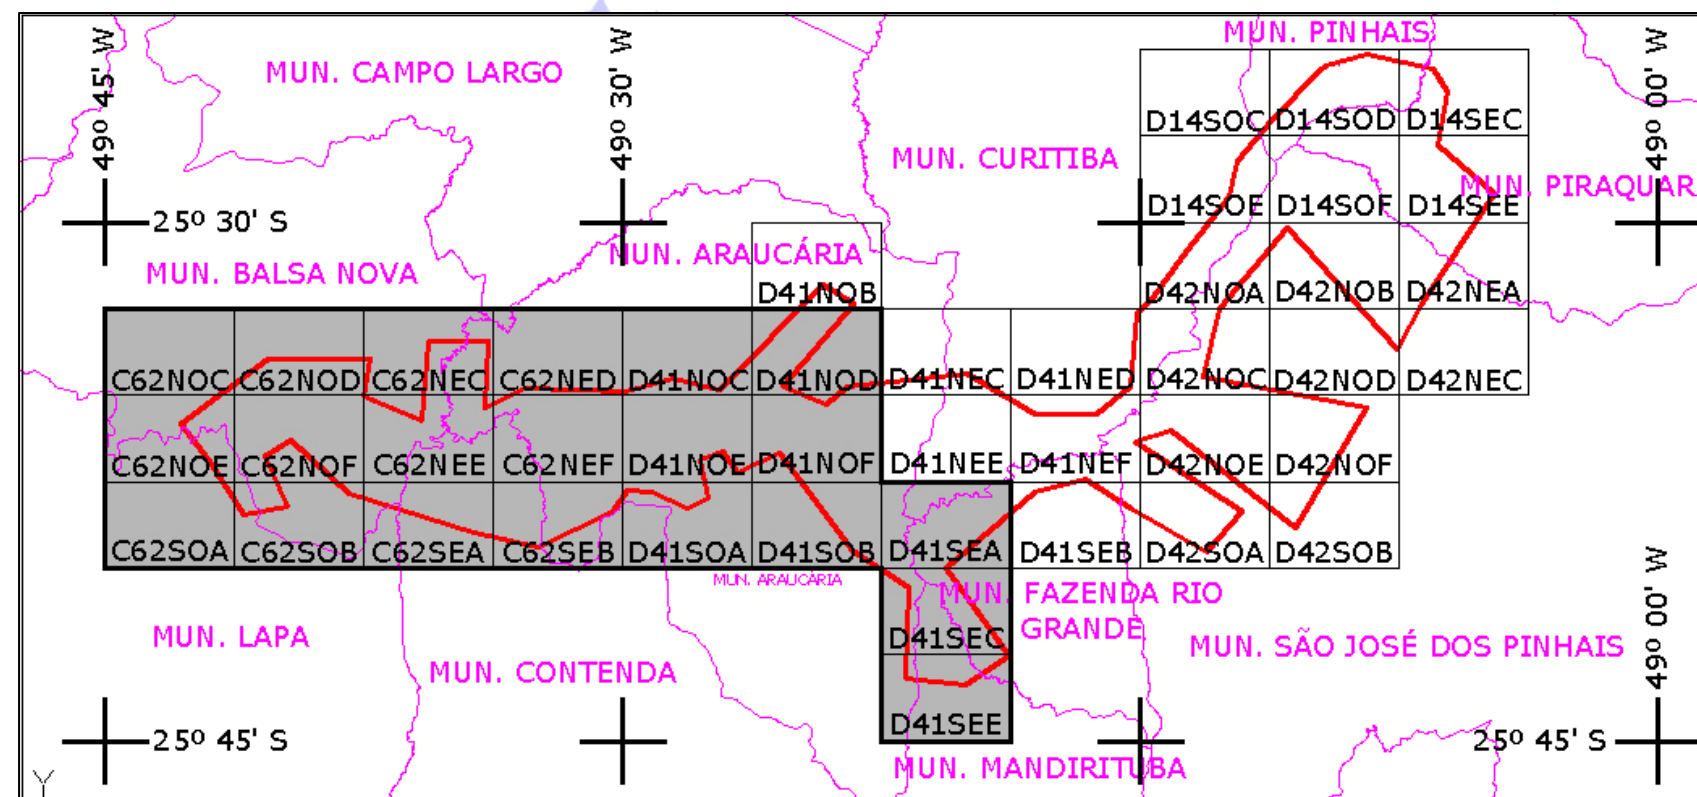 MUN. PINHAIS
49º 45' W
49º 30' W
49º 00' W
MUN. CAMPO LARGO
D14SOC D14SOD D14SEC
MUN. CURITIBA
MUN. PIRAQUAR
D14SOE D14SOF D14SEE
25º 30' S
MUN. ARAUCÁRIA
MUN. BALSA NOVA
D41NOB D42NOA D42NOB D42NEA
C62NOC C62NOD C62NEC C62NED D41NOC D41NOD D41NEC D41NED D42NOC D42NOD D42NEC
C62NOE C62NOF C62NEE C62NEF D41NOE D41NOF D41NEE D41NEF D42NOE D42NOF
C62SOA C62SOB C62SEA C62SEB D41SOA D41SOB D41SEA D41SEB D42SOA D42SOB
MUN. ARAUCÁRIA
MUN. FAZENDA RIO
GRANDE
49º 00' W
MUN. LAPA
D41SEC
MUN. SÃO JOSÉ DOS PINHAIS
MUN. CONTENDA
D41SEE
25º 45' S
25º 45' S
MUN. MANDIRITUBA
Y